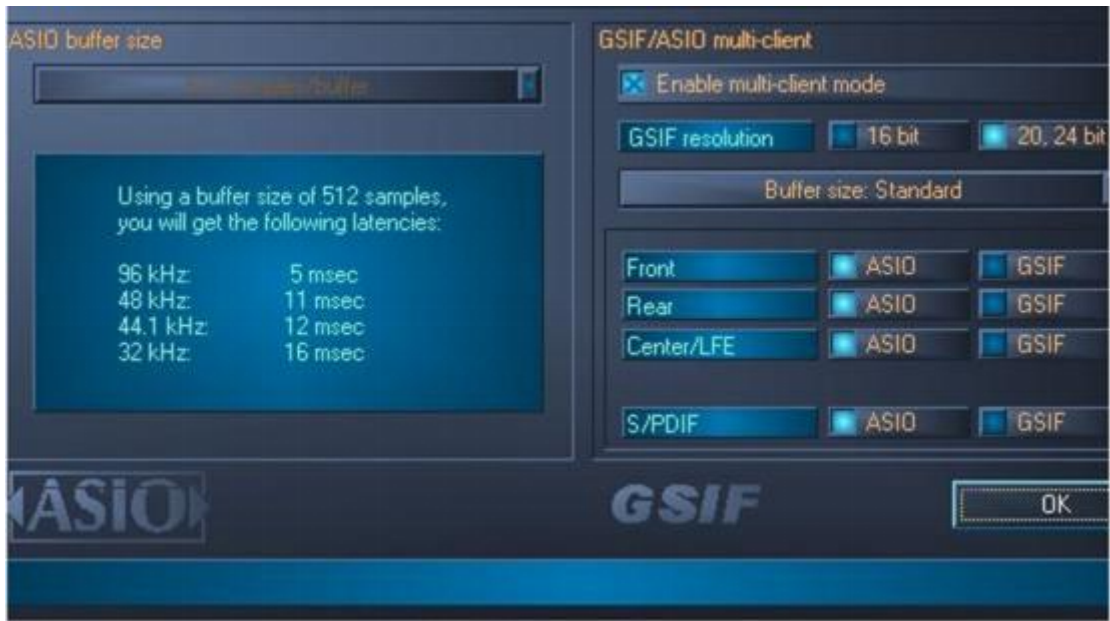 ASIO buffer size
samples/buffer
Using a buffer size of 512 samples,
you will get the following latencies:
96 kHz: 5 msec
48 kHz: 11 msec
44.1 kHz: 12 msec
32 kHz: 16 msec
ASiO
GSIF/ASIO multi-client
Enable multi-client mode
GSIF resolution 16 bit 20, 24 bit
Buffer size: Standard
Front ASIO GSIF
Rear ASIO GSIF
Center/LFE ASIO GSIF
S/PDIF ASIO GSIF
GSIF
OK